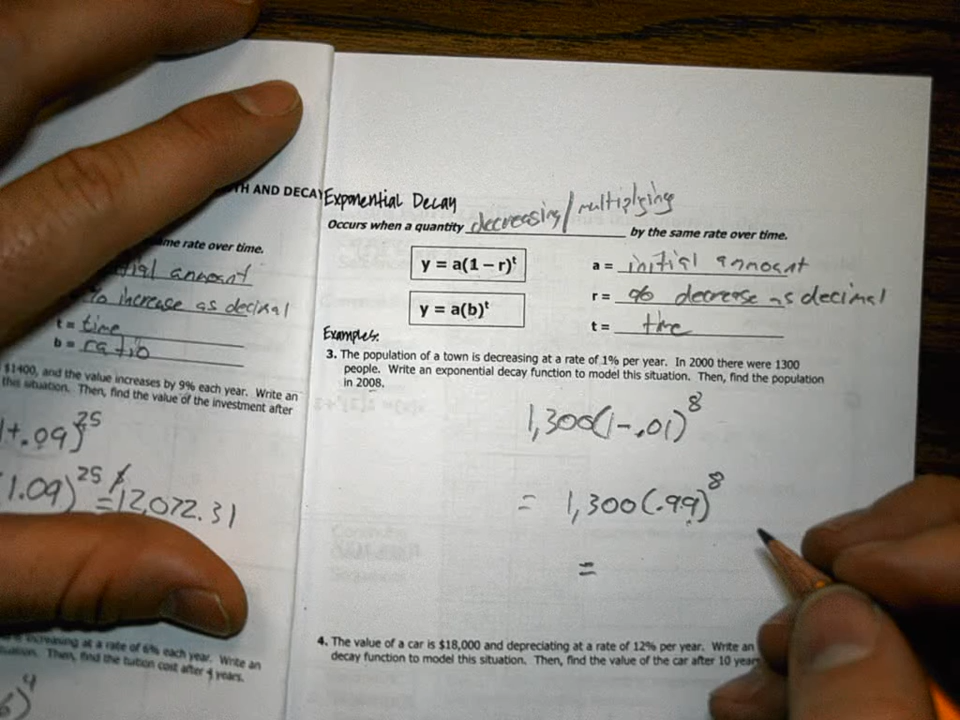 TH AND DECAY
me rate over time.
tial amount
% increase as decimal
t = time
b = ratio
$1400, and the value increases by 9% each year. Write an
this situation. Then, find the value of the investment after
1+.09)^25
1.09)^25 = $12,072.31
is increasing at a rate of 6% each year. Write an
situation. Then, find the tuition cost after 4 years.
)^4
Exponential Decay
Occurs when a quantity decreasing/multiplying by the same rate over time.
y = a(1 – r)^t
a = initial amount
r = % decrease as decimal
y = a(b)^t
t = time
Examples:
3. The population of a town is decreasing at a rate of 1% per year. In 2000 there were 1300
people. Write an exponential decay function to model this situation. Then, find the population
in 2008.
1,300(1-.01)^8
= 1,300(.99)^8
=
4. The value of a car is $18,000 and depreciating at a rate of 12% per year. Write an
decay function to model this situation. Then, find the value of the car after 10 year